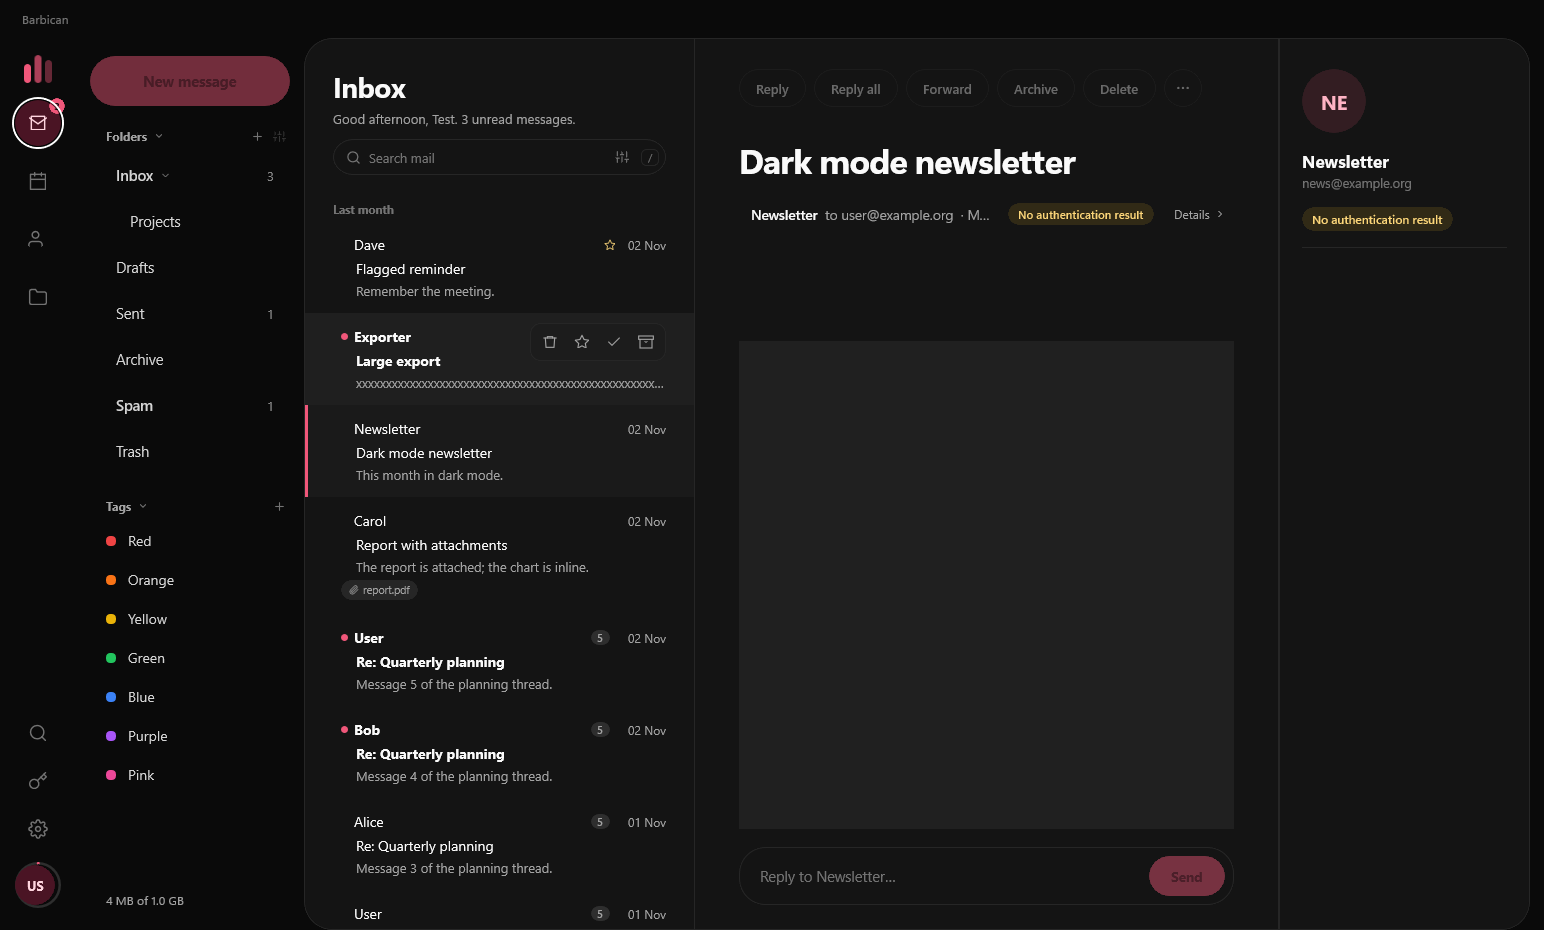 Barbican
New message
Folders
Inbox 3
Projects
Drafts
Sent 1
Archive
Spam 1
Trash
Tags
Red
Orange
Yellow
Green
Blue
Purple
Pink
US
4 MB of 1.0 GB
Inbox
Good afternoon, Test. 3 unread messages.
Search mail /
Last month
Dave 02 Nov
Flagged reminder
Remember the meeting.
Exporter
Large export
Newsletter 02 Nov
Dark mode newsletter
This month in dark mode.
Carol 02 Nov
Report with attachments
The report is attached; the chart is inline.
report.pdf
User 5 02 Nov
Re: Quarterly planning
Message 5 of the planning thread.
Bob 5 02 Nov
Re: Quarterly planning
Message 4 of the planning thread.
Alice 5 01 Nov
Re: Quarterly planning
Message 3 of the planning thread.
User 5 01 Nov
Reply Reply all Forward Archive Delete ...
Dark mode newsletter
Newsletter to user@example.org · M... No authentication result Details
Reply to Newsletter... Send
NE
Newsletter
news@example.org
No authentication result